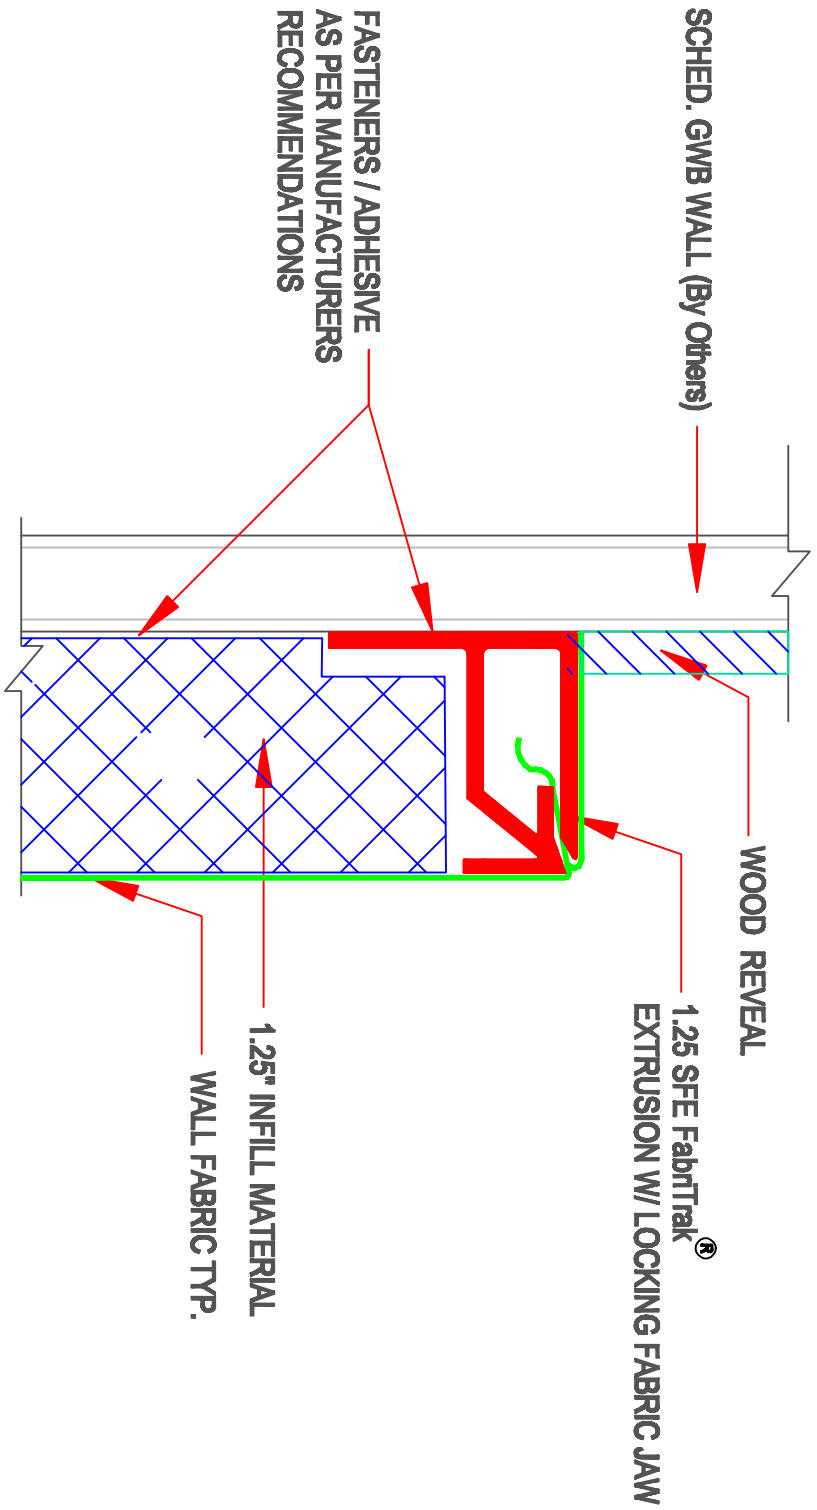 SCHED. GWB WALL (By Others)
FASTENERS / ADHESIVE
AS PER MANUFACTURERS
RECOMMENDATIONS
WOOD REVEAL
1.25 SFE FabriTrak®
EXTRUSION W/ LOCKING FABRIC JAW
1.25" INFILL MATERIAL
WALL FABRIC TYP.